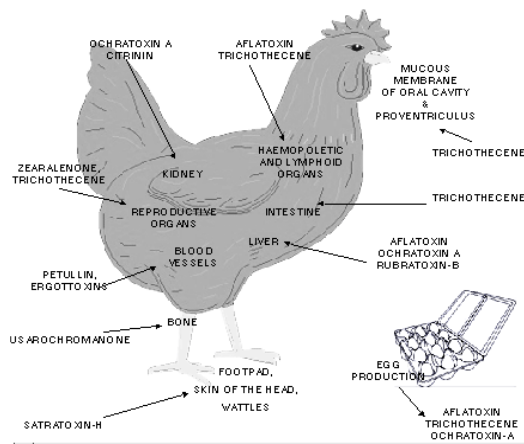 OCHRATOXIN A
CITRININ
AFLATOXIN
TRICHOTHECENE
MUCOUS
MEMBRANE
OF ORAL CAVITY
&
PROVENTRICULUS
TRICHOTHECENE
HAEMOPOLETIC
AND LYMPHOID
ORGANS
KIDNEY
ZEARALENONE,
TRICHOTHECENE
TRICHOTHECENE
REPRODUCTIVE
ORGANS
INTESTINE
LIVER
AFLATOXIN
OCHRATOXIN A
RUBRATOXIN-B
BLOOD
VESSELS
PETULLIN,
ERGOTTOXINS
BONE
USAROCHROMANONE
EGG
PRODUCTION
FOOTPAD,
SKIN OF THE HEAD,
WATTLES
SATRATOXIN-H
AFLATOXIN
TRICHOTHECENE
OCHRATOXIN-A